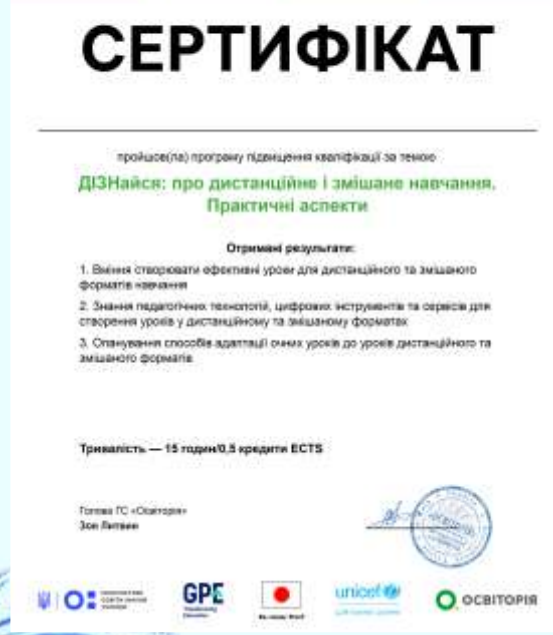 СЕРТИФІКАТ
пройшов(ла) програму підвищення кваліфікації за темою
ДІЗНайся: про дистанційне і змішане навчання.
Практичні аспекти
Отримані результати:
1. Вміння створювати ефективні уроки для дистанційного та змішаного
форматів навчання
2. Знання педагогічних технологій, цифрових інструментів та сервісів для
створення уроків у дистанційному та змішаному форматах
3. Опанування способів адаптації очних уроків до уроків дистанційного та
змішаного форматів
Тривалість — 15 годин/0,5 кредити ECTS
Голова ГС «Освіторія»
Зоя Литвин
GPE
unicef
ОСВІТОРІЯ